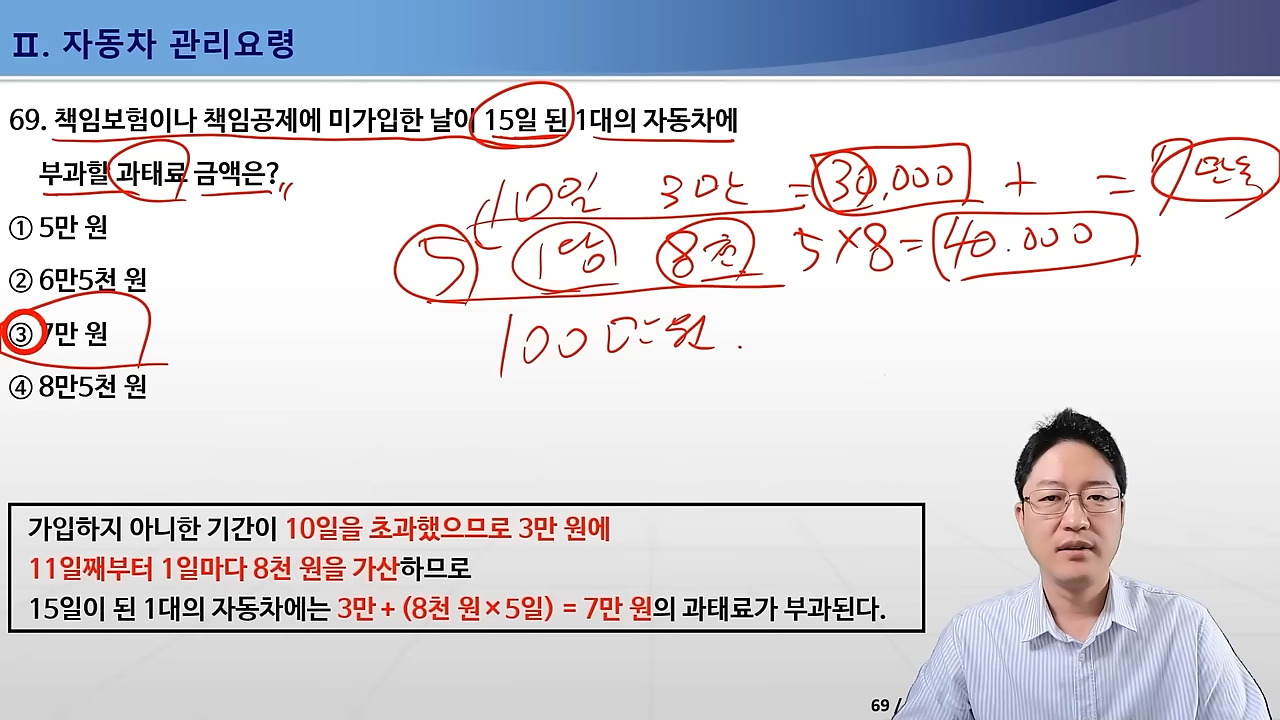 Ⅱ. 자동차 관리요령
69. 책임보험이나 책임공제에 미가입한 날이 15일 된 1대의 자동차에
부과할 과태료 금액은?
① 5만 원
② 6만5천 원
③ 7만 원
④ 8만5천 원
10일 3만 = 30,000 + = 7만원
5 1당 8천 5×8= 40.000
100만원.
가입하지 아니한 기간이 10일을 초과했으므로 3만 원에
11일째부터 1일마다 8천 원을 가산하므로
15일이 된 1대의 자동차에는 3만 + (8천 원×5일) = 7만 원의 과태료가 부과된다.
69 /